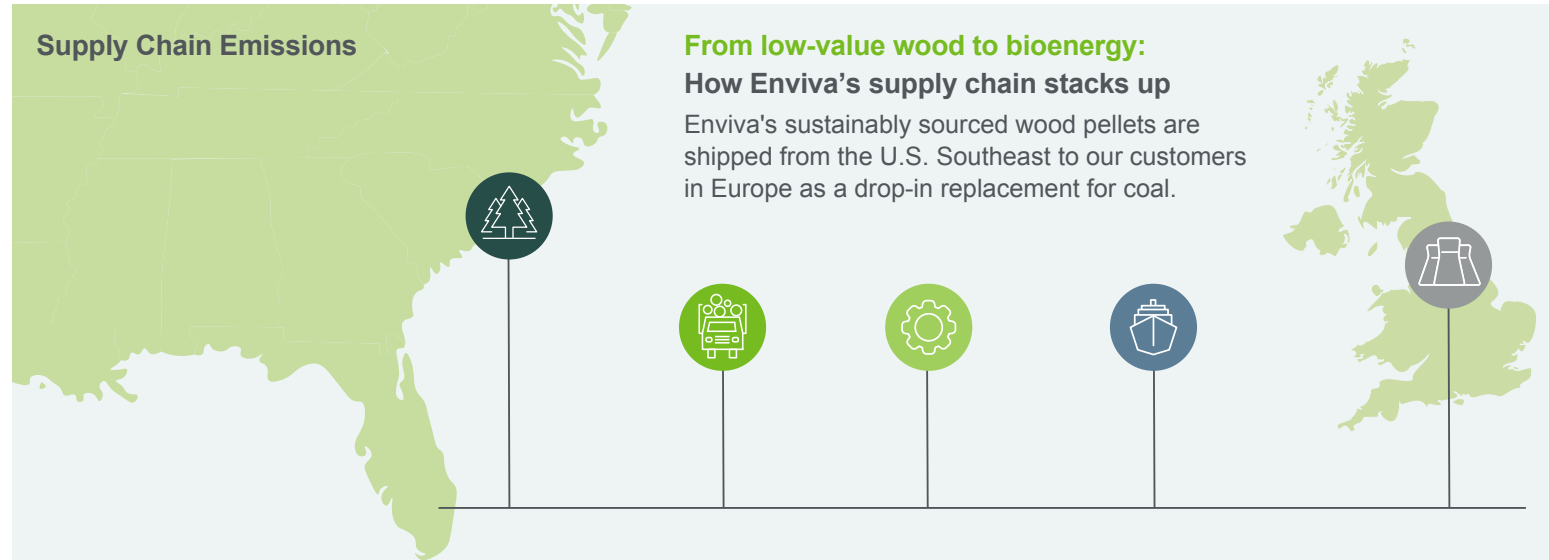 Supply Chain Emissions
From low-value wood to bioenergy:
How Enviva’s supply chain stacks up
Enviva's sustainably sourced wood pellets are
shipped from the U.S. Southeast to our customers
in Europe as a drop-in replacement for coal.